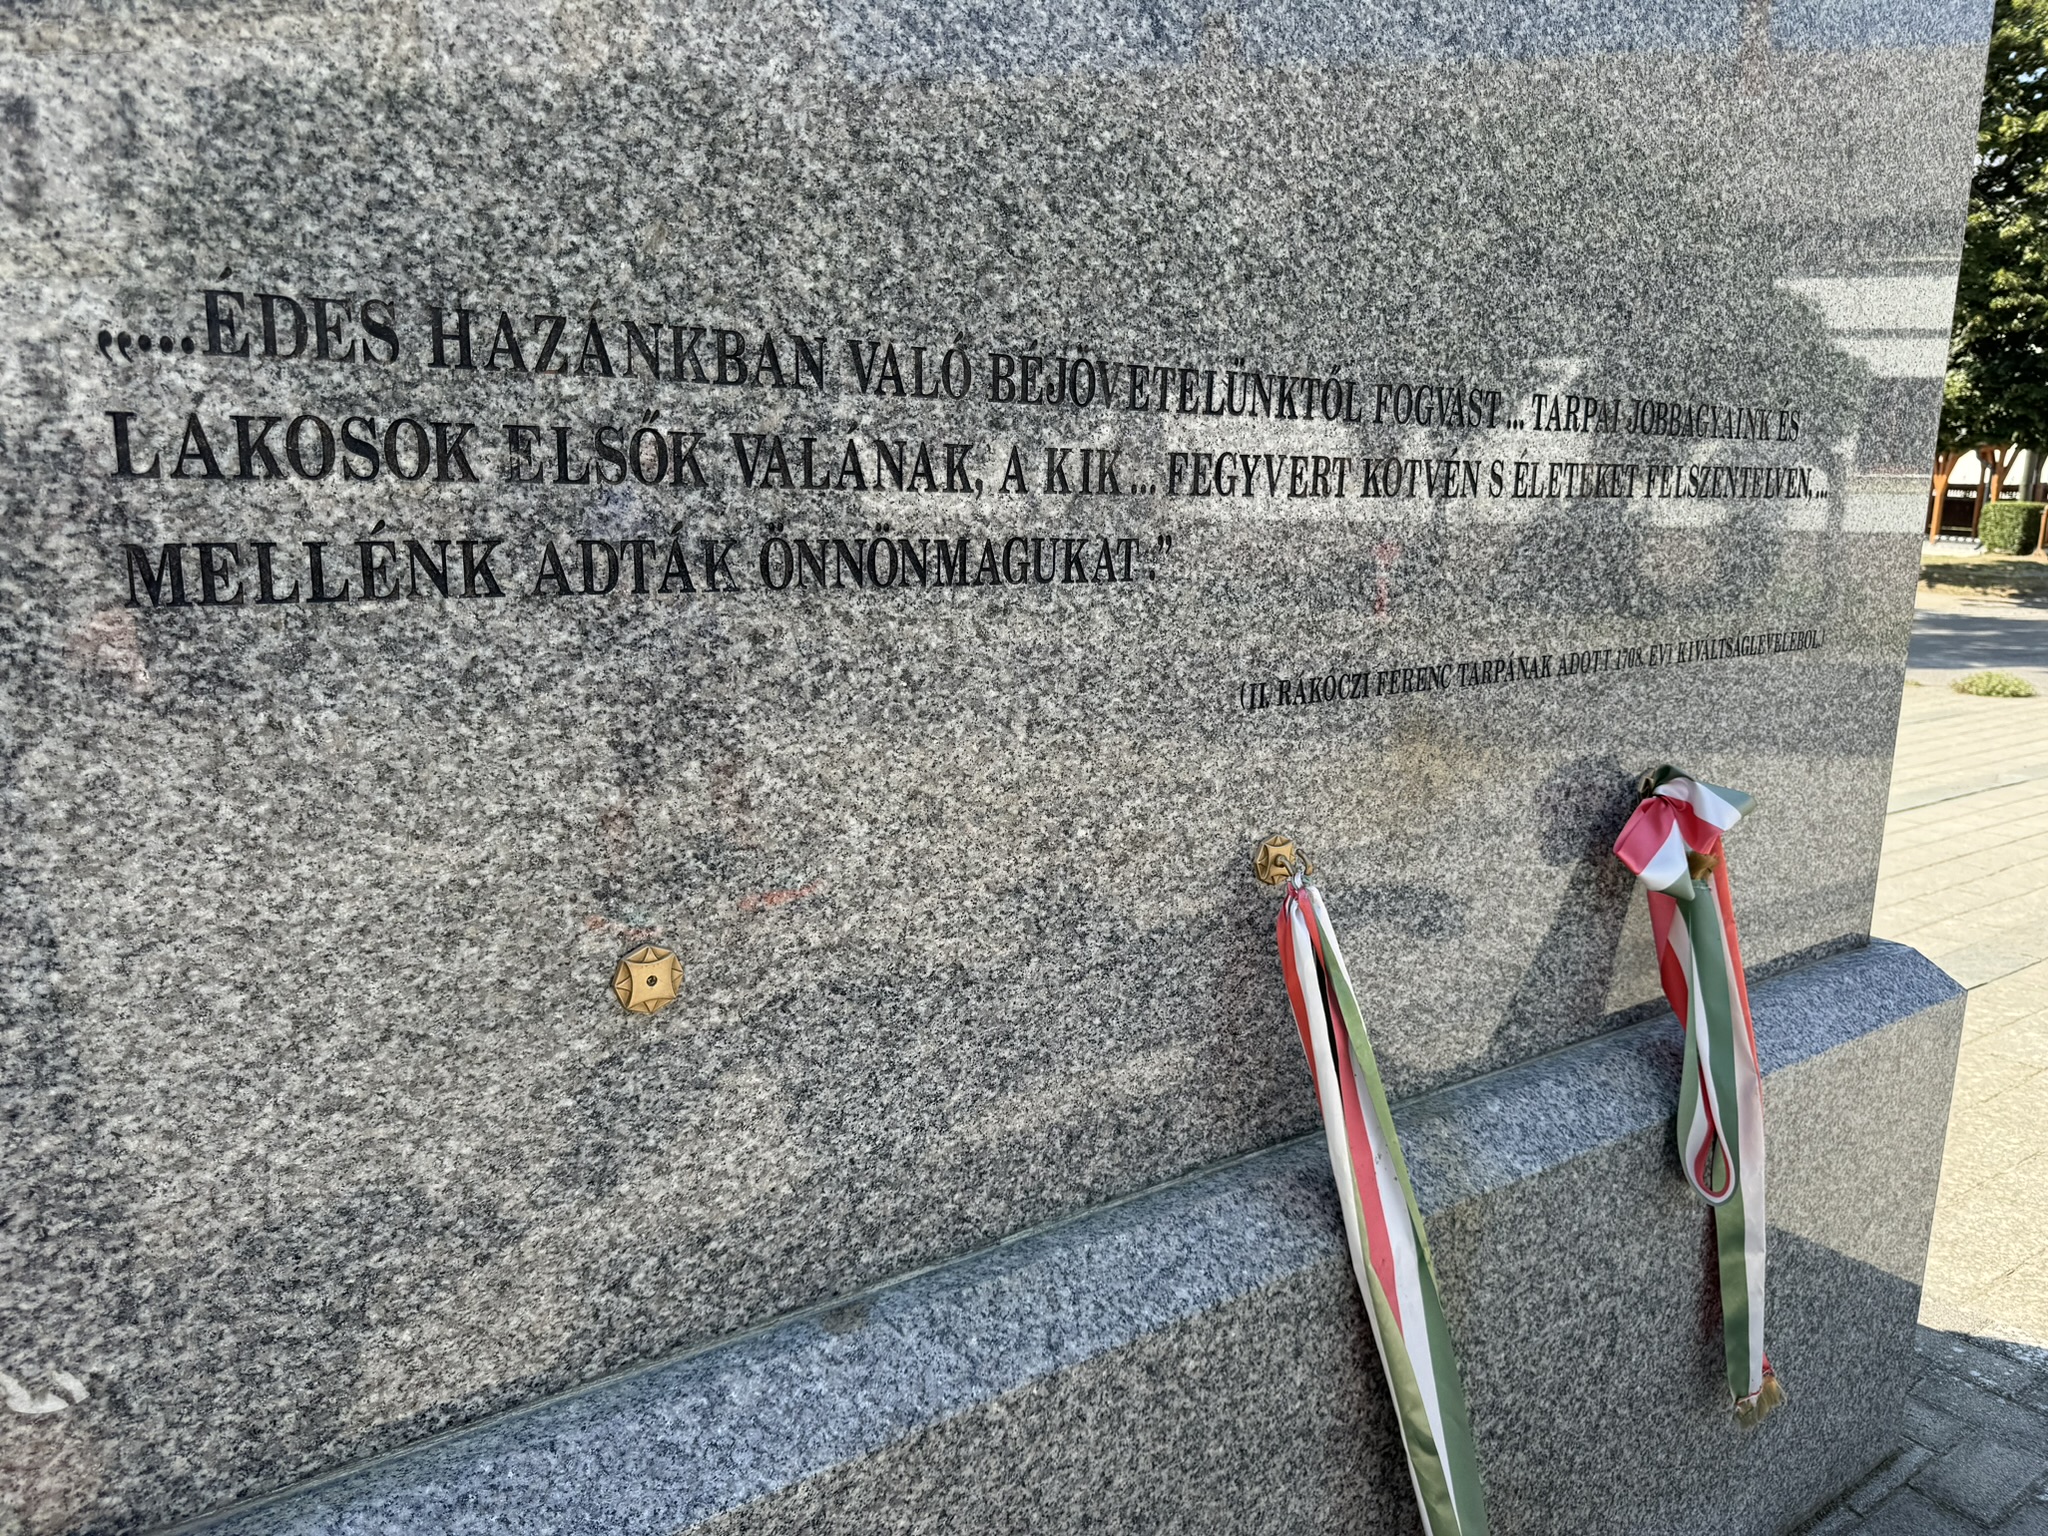 „...ÉDES HAZÁNKBAN VALÓ BÉJÖVETELÜNKTŐL FOGVÁST... TARPAI JOBBÁGYAINK ÉS
LAKOSOK ELSŐK VALÁNAK, A KIK... FEGYVERT KÖTVÉN S ÉLETEKET FELSZENTELVÉN,...
MELLÉNK ADTÁK ÖNNÖNMAGUKAT."
(II. RÁKÓCZI FERENC TARPÁNAK ADOTT 1708. ÉVI KIVÁLTSÁGLEVELÉBŐL)